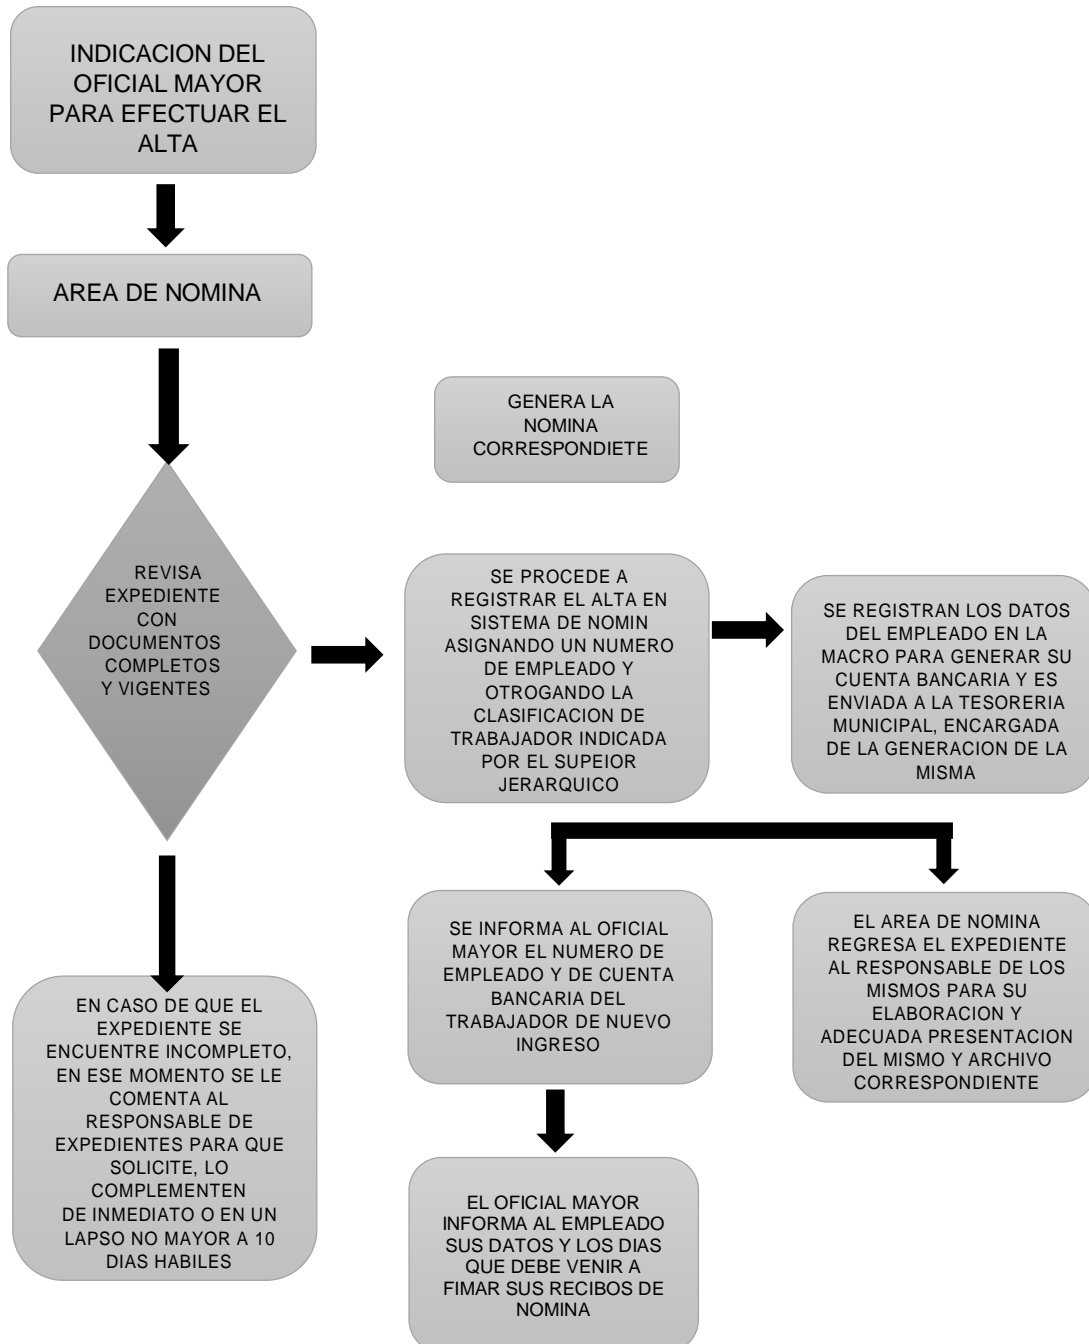 INDICACION DEL
OFICIAL MAYOR
PARA EFECTUAR EL
ALTA
AREA DE NOMINA
GENERA LA
NOMINA
CORRESPONDIETE
REVISA
EXPEDIENTE
CON
DOCUMENTOS
COMPLETOS
Y VIGENTES
SE PROCEDE A
REGISTRAR EL ALTA EN
SISTEMA DE NOMIN
ASIGNANDO UN NUMERO
DE EMPLEADO Y
OTROGANDO LA
CLASIFICACION DE
TRABAJADOR INDICADA
POR EL SUPEIOR
JERARQUICO
SE REGISTRAN LOS DATOS
DEL EMPLEADO EN LA
MACRO PARA GENERAR SU
CUENTA BANCARIA Y ES
ENVIADA A LA TESORERIA
MUNICIPAL, ENCARGADA
DE LA GENERACION DE LA
MISMA
SE INFORMA AL OFICIAL
MAYOR EL NUMERO DE
EMPLEADO Y DE CUENTA
BANCARIA DEL
TRABAJADOR DE NUEVO
INGRESO
EL AREA DE NOMINA
REGRESA EL EXPEDIENTE
AL RESPONSABLE DE LOS
MISMOS PARA SU
ELABORACION Y
ADECUADA PRESENTACION
DEL MISMO Y ARCHIVO
CORRESPONDIENTE
EN CASO DE QUE EL
EXPEDIENTE SE
ENCUENTRE INCOMPLETO,
EN ESE MOMENTO SE LE
COMENTA AL
RESPONSABLE DE
EXPEDIENTES PARA QUE
SOLICITE, LO
COMPLEMENTEN
DE INMEDIATO O EN UN
LAPSO NO MAYOR A 10
DIAS HABILES
EL OFICIAL MAYOR
INFORMA AL EMPLEADO
SUS DATOS Y LOS DIAS
QUE DEBE VENIR A
FIMAR SUS RECIBOS DE
NOMINA